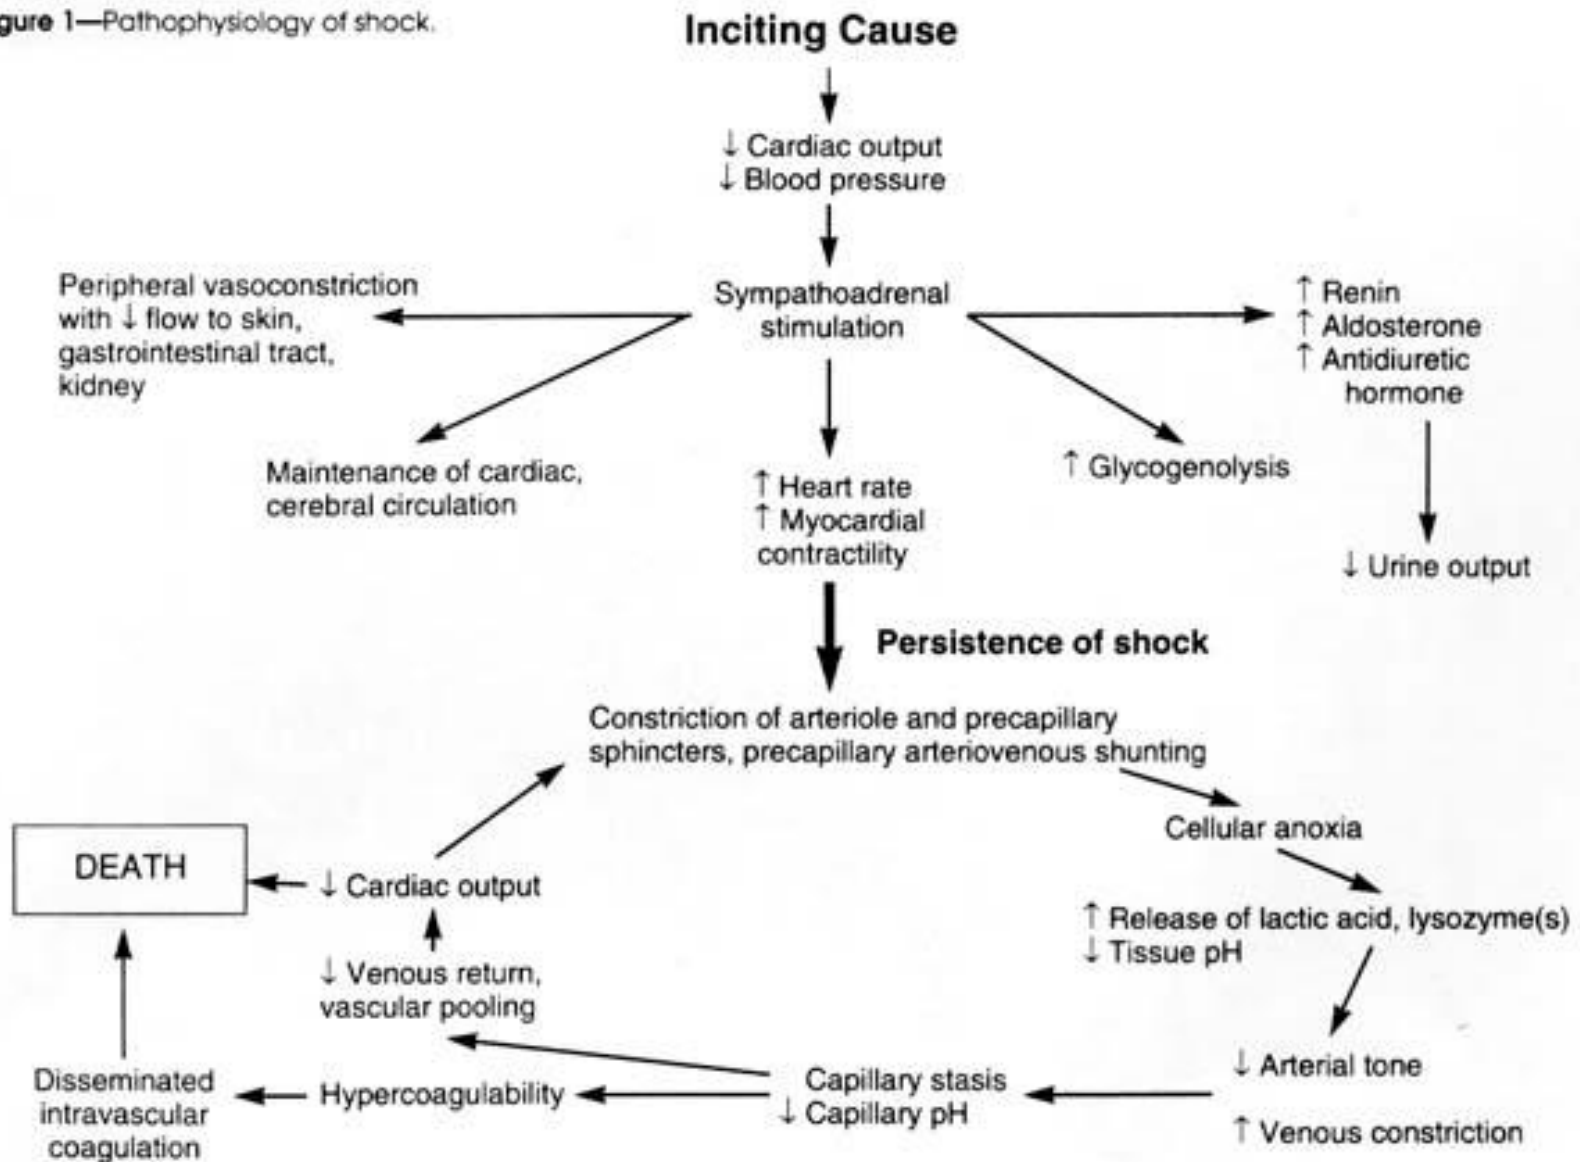 gure 1—Pathophysiology of shock.
Inciting Cause
↓ Cardiac output
↓ Blood pressure
Peripheral vasoconstriction
with ↓ flow to skin,
gastrointestinal tract,
kidney
Sympathoadrenal
stimulation
↑ Renin
↑ Aldosterone
↑ Antidiuretic
hormone
Maintenance of cardiac,
cerebral circulation
↑ Heart rate
↑ Myocardial
contractility
↑ Glycogenolysis
↓ Urine output
Persistence of shock
Constriction of arteriole and precapillary
sphincters, precapillary arteriovenous shunting
Cellular anoxia
↑ Release of lactic acid, lysozyme(s)
↓ Tissue pH
↓ Arterial tone
↑ Venous constriction
Capillary stasis
↓ Capillary pH
↓ Venous return,
vascular pooling
↓ Cardiac output
DEATH
Hypercoagulability
Disseminated
intravascular
coagulation